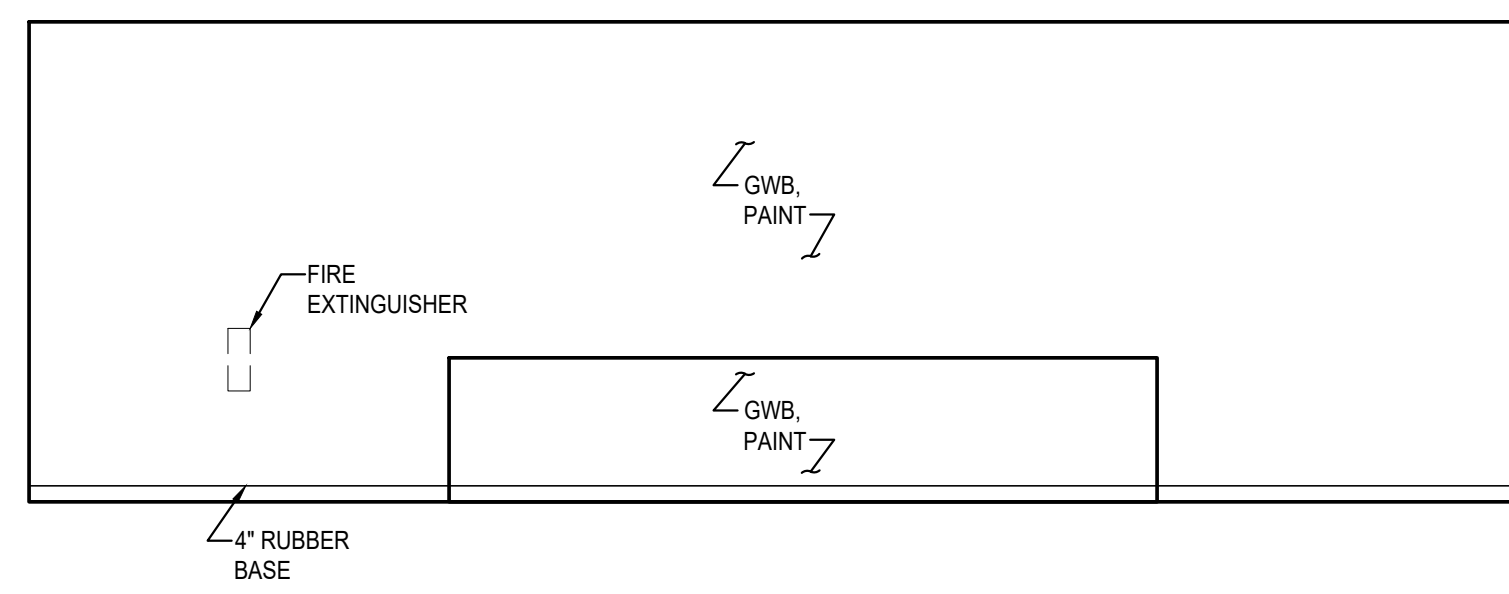 GWB,
PAINT
FIRE
EXTINGUISHER
GWB,
PAINT
4" RUBBER
BASE